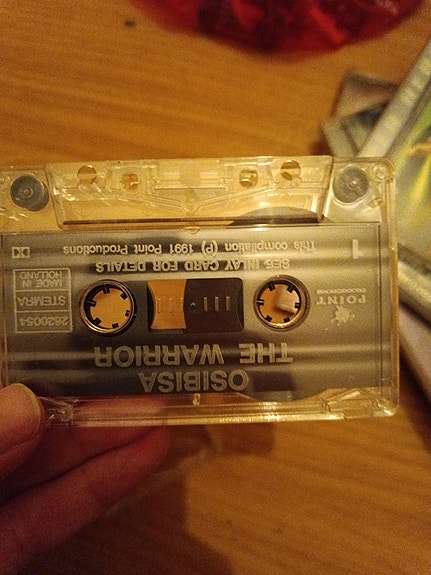 OSIBISA
THE WARRIOR
POINT
2620054
STEMRA
MADE IN
HOLLAND
SEE INLAY CARD FOR DETAILS
1
This compilation (P) 1991 Point Productions